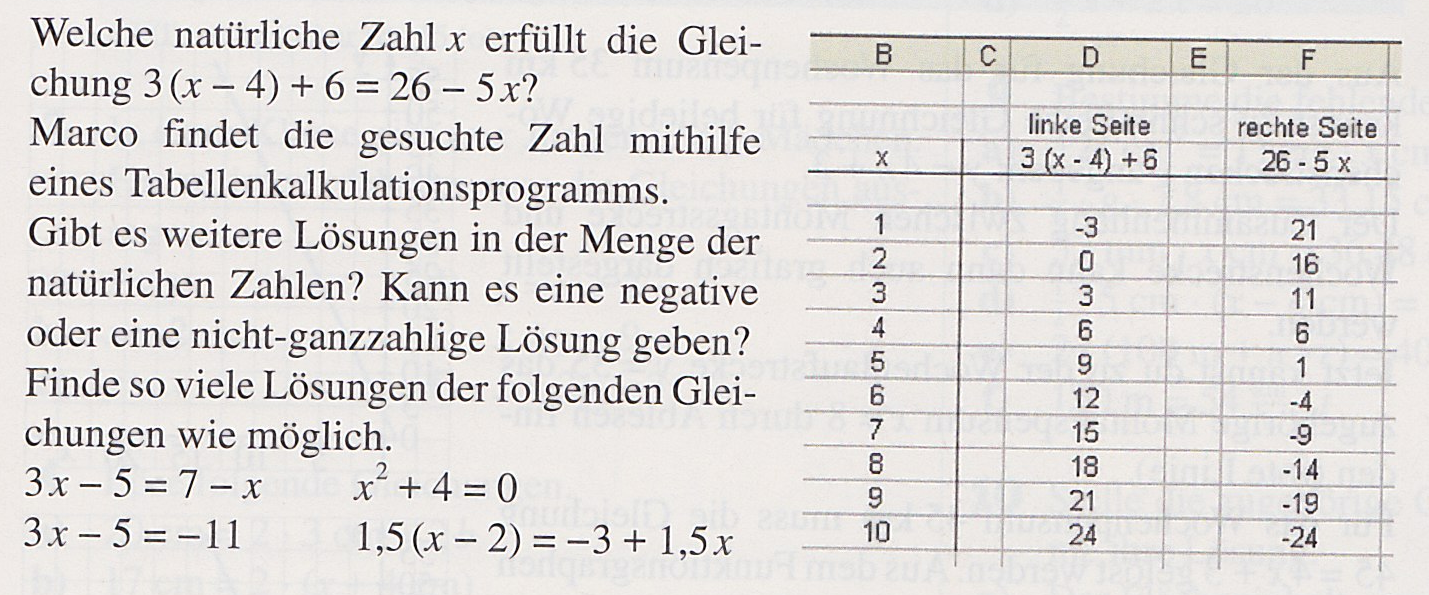 Welche natürliche Zahl x erfüllt die Glei-
chung 3 (x – 4) + 6 = 26 – 5 x?
Marco findet die gesuchte Zahl mithilfe
eines Tabellenkalkulationsprogramms.
Gibt es weitere Lösungen in der Menge der
natürlichen Zahlen? Kann es eine negative
oder eine nicht-ganzzahlige Lösung geben?
Finde so viele Lösungen der folgenden Glei-
chungen wie möglich.
3x – 5 = 7 – x x² + 4 = 0
3x – 5 = –11 1,5 (x – 2) = –3 + 1,5x
B C D E F
linke Seite rechte Seite
x 3 (x - 4) +6 26 - 5 x
1 -3 21
2 0 16
3 3 11
4 6 6
5 9 1
6 12 -4
7 15 -9
8 18 -14
9 21 -19
10 24 -24